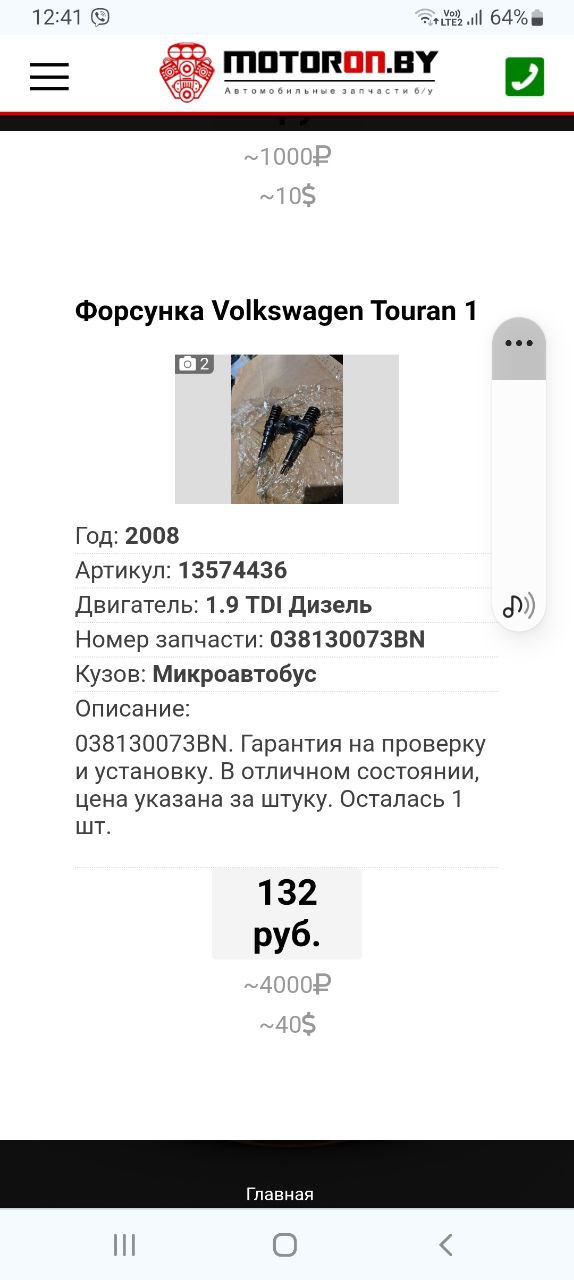 12:41
Vo))
LTE2
64%
MOTORON.BY
Автомобильные запчасти б/у
~1000₽
~10$
Форсунка Volkswagen Touran 1
2
Год: 2008
Артикул: 13574436
Двигатель: 1.9 TDI Дизель
Номер запчасти: 038130073BN
Кузов: Микроавтобус
Описание:
038130073BN. Гарантия на проверку
и установку. В отличном состоянии,
цена указана за штуку. Осталась 1
шт.
132
руб.
~4000₽
~40$
Главная